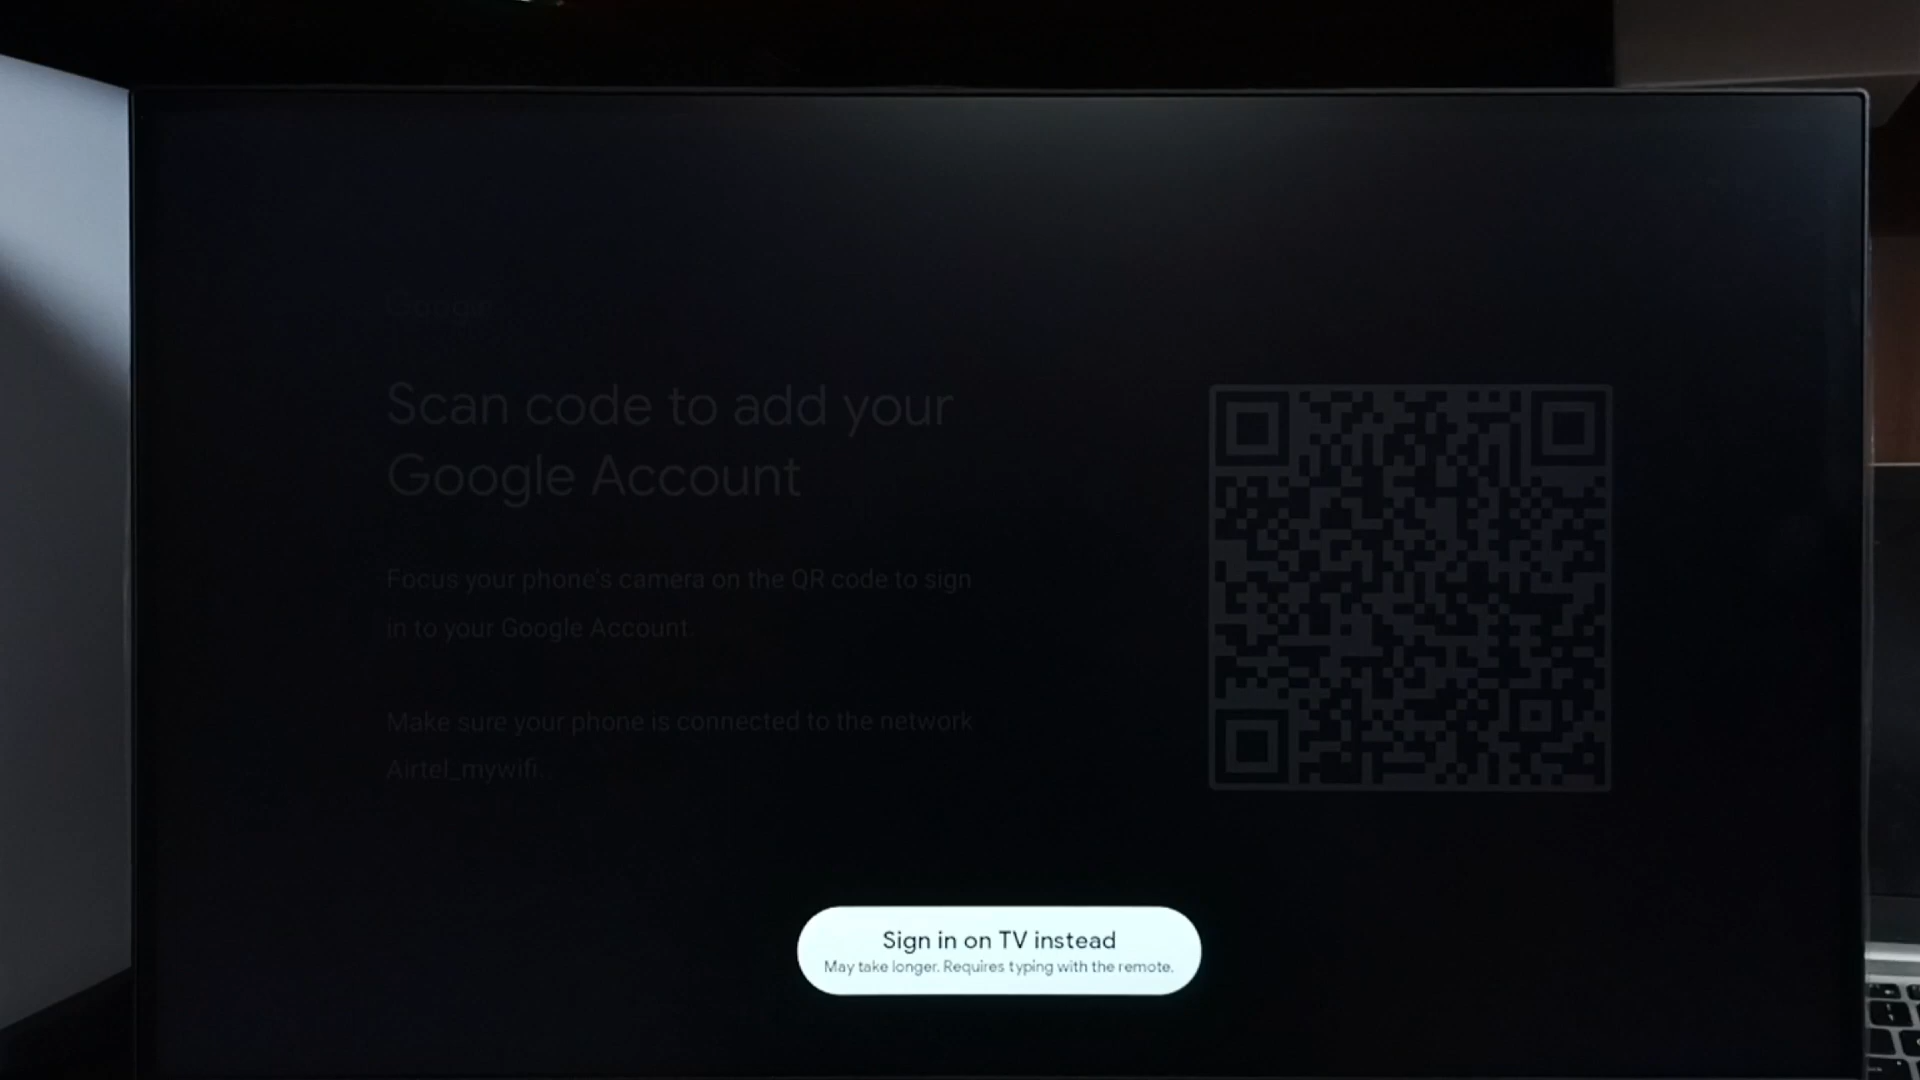 Google
Scan code to add your
Google Account
Focus your phone's camera on the QR code to sign
in to your Google Account.
Make sure your phone is connected to the network
Airtel_mywifi.
Sign in on TV instead
May take longer. Requires typing with the remote.